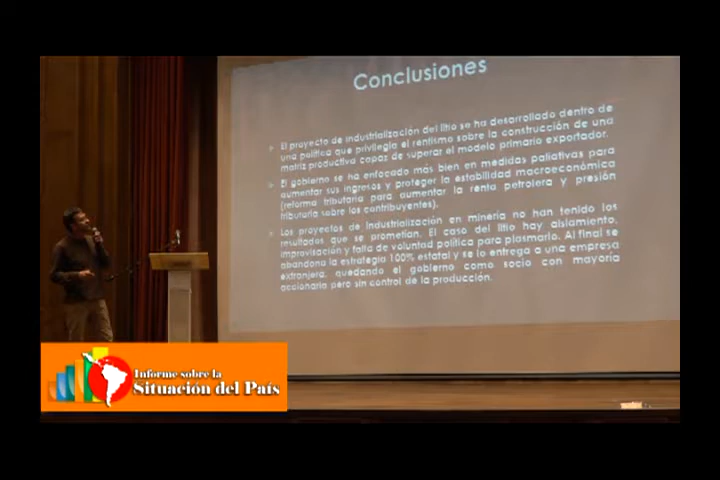 Conclusiones
El proyecto de industrialización del litio se ha desarrollado dentro de
una política que privilegia el rentismo sobre la construcción de una
matriz productiva capaz de superar el modelo primario exportador.
El gobierno se ha enfocado más bien en medidas paliativas para
aumentar sus ingresos y proteger la estabilidad macroeconómica
(reforma tributaria para aumentar la renta petrolera y presión
tributaria sobre los contribuyentes).
Los proyectos de industrialización en minería no han tenido los
resultados que se prometían. El caso del litio hay aislamiento,
improvisación y falta de voluntad política para plasmarlo. Al final se
abandona la estrategia 100% estatal y se lo entrega a una empresa
extranjera, quedando el gobierno como socio con mayoría
accionaria pero sin control de la producción.
Informe sobre la
Situación del País